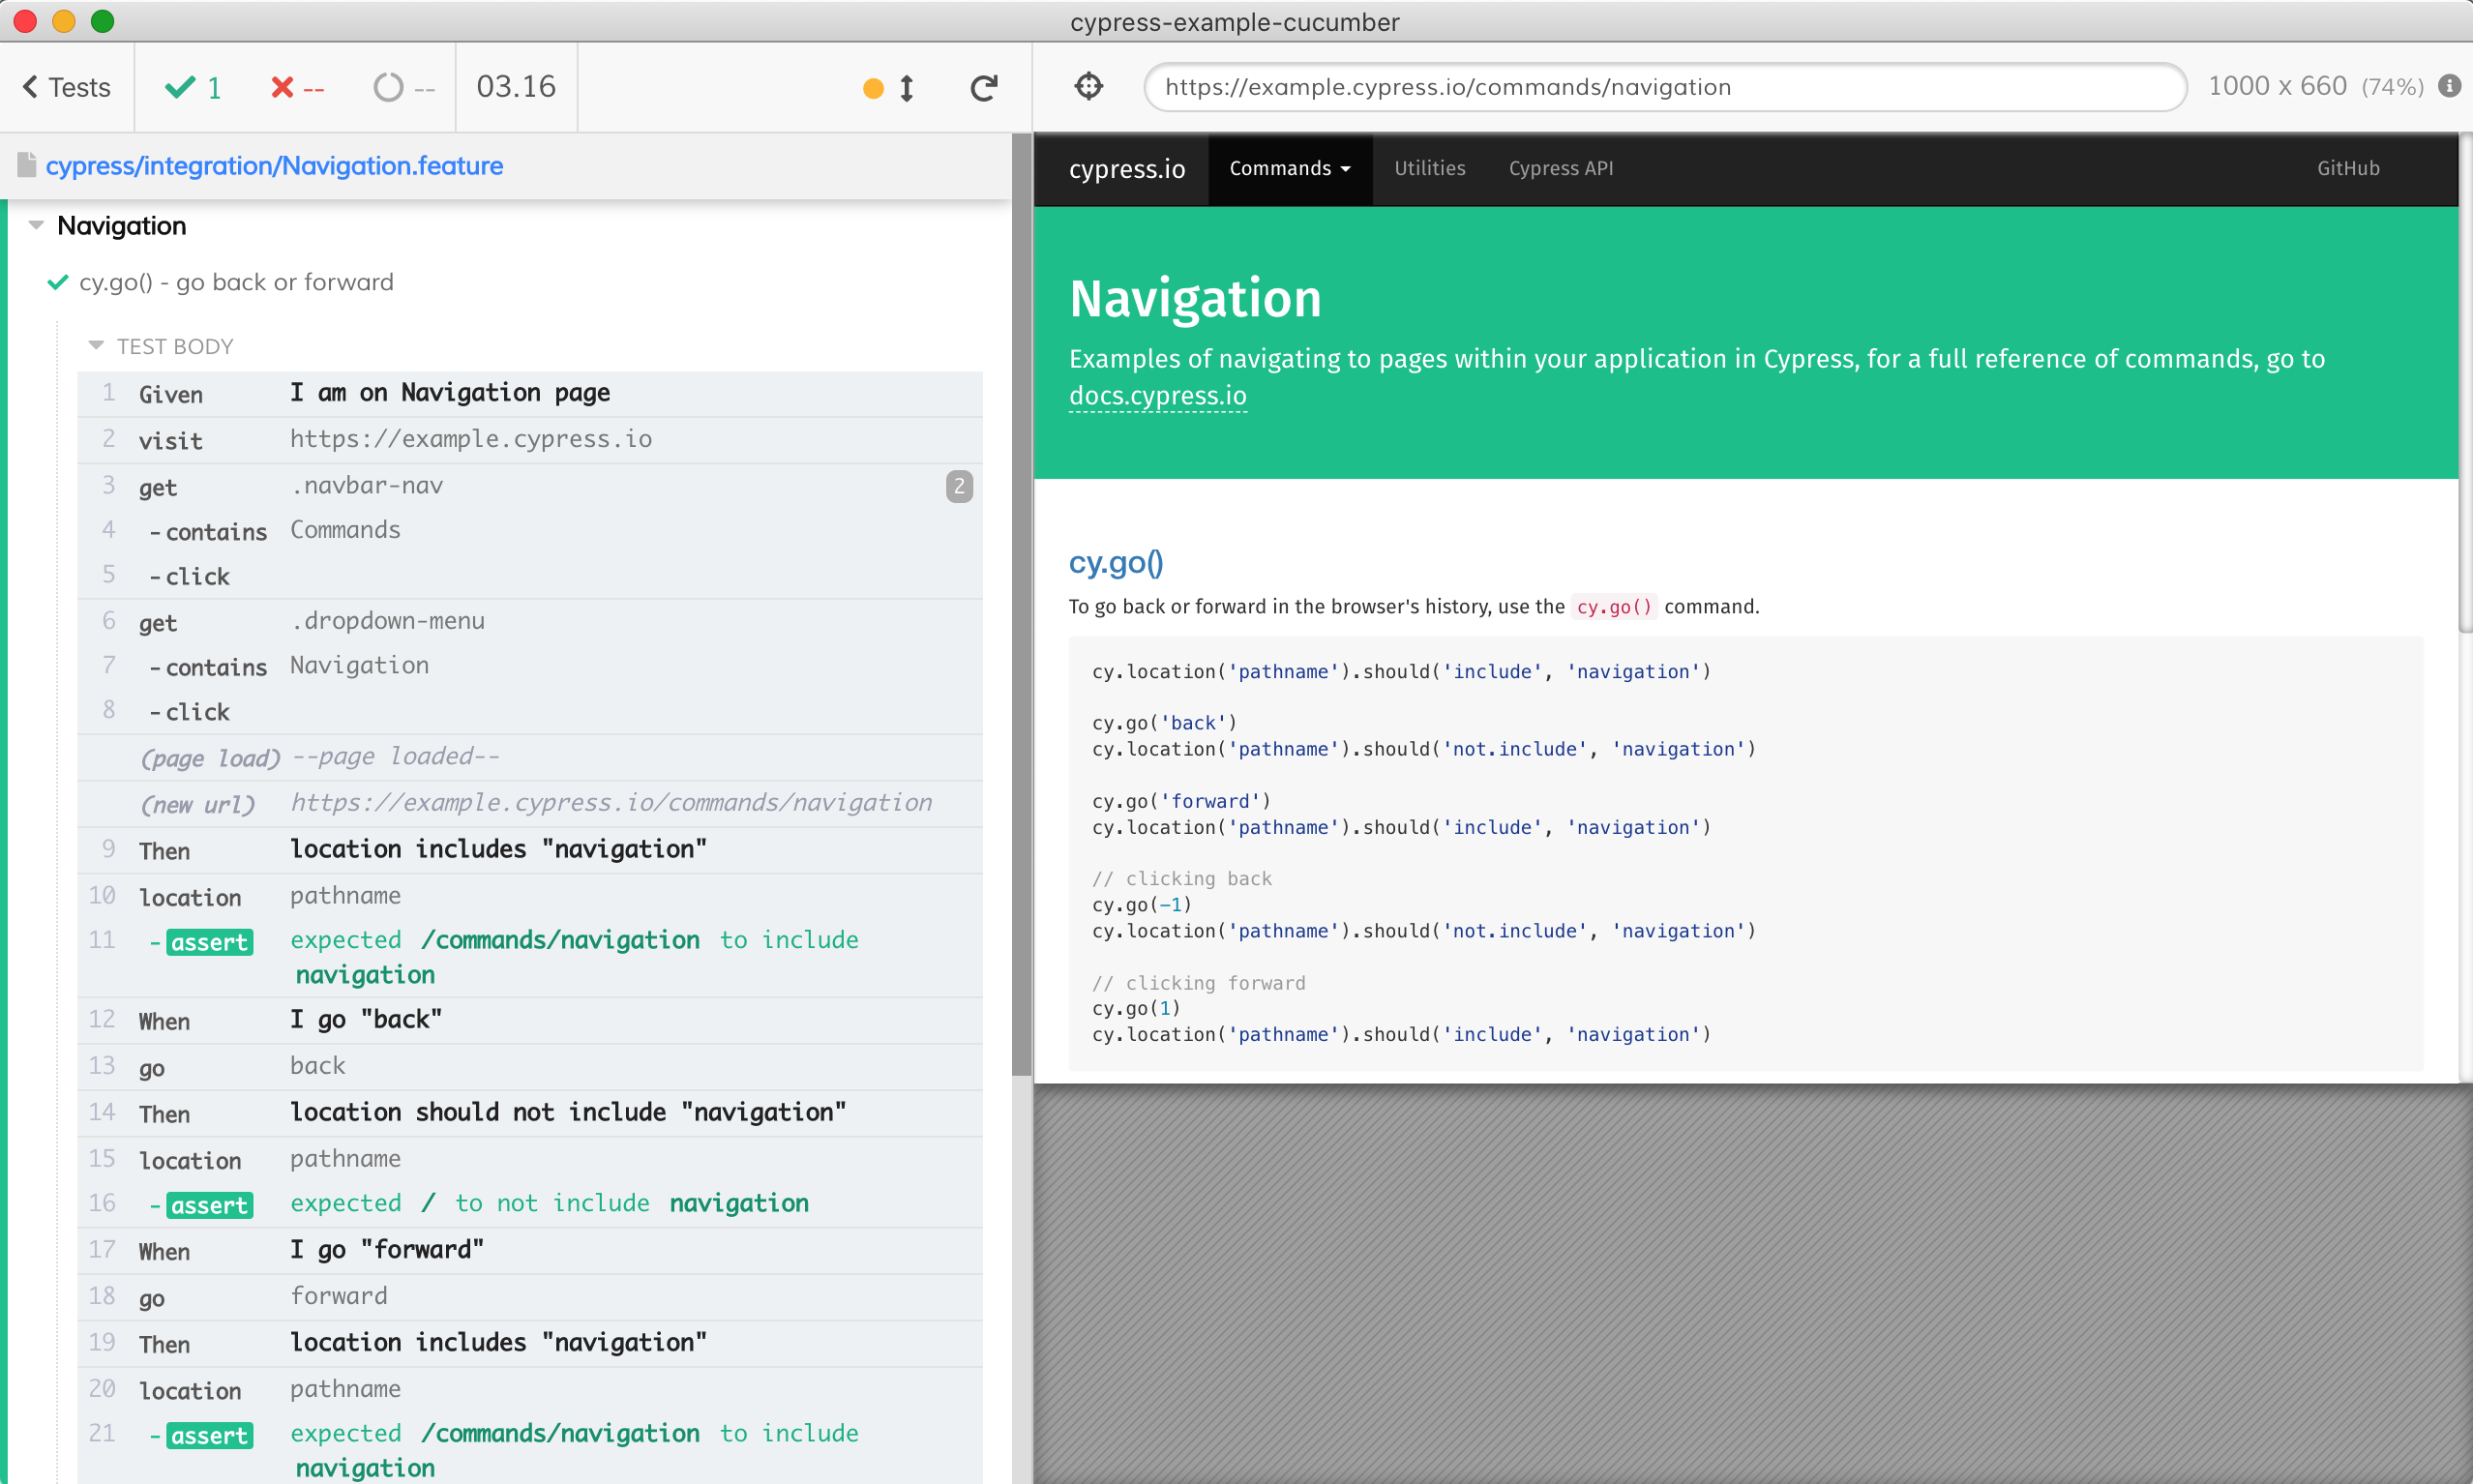 cypress-example-cucumber
Tests 1 -- -- 03.16
https://example.cypress.io/commands/navigation 1000 x 660 (74%)
cypress/integration/Navigation.feature
Navigation
cy.go() - go back or forward
TEST BODY
1 Given I am on Navigation page
2 visit https://example.cypress.io
3 get .navbar-nav 2
4 - contains Commands
5 - click
6 get .dropdown-menu
7 - contains Navigation
8 - click
(page load) --page loaded--
(new url) https://example.cypress.io/commands/navigation
9 Then location includes "navigation"
10 location pathname
11 - assert expected /commands/navigation to include
navigation
12 When I go "back"
13 go back
14 Then location should not include "navigation"
15 location pathname
16 - assert expected / to not include navigation
17 When I go "forward"
18 go forward
19 Then location includes "navigation"
20 location pathname
21 - assert expected /commands/navigation to include
navigation
cypress.io Commands Utilities Cypress API GitHub
Navigation
Examples of navigating to pages within your application in Cypress, for a full reference of commands, go to
docs.cypress.io
cy.go()
To go back or forward in the browser's history, use the cy.go() command.
cy.location('pathname').should('include', 'navigation')
cy.go('back')
cy.location('pathname').should('not.include', 'navigation')
cy.go('forward')
cy.location('pathname').should('include', 'navigation')
// clicking back
cy.go(-1)
cy.location('pathname').should('not.include', 'navigation')
// clicking forward
cy.go(1)
cy.location('pathname').should('include', 'navigation')